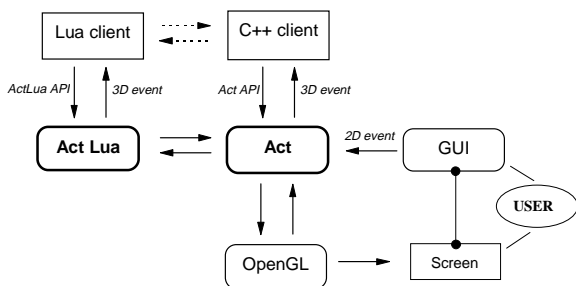 Lua client
C++ client
ActLua API
3D event
Act API
3D event
2D event
Act Lua
Act
GUI
USER
OpenGL
Screen